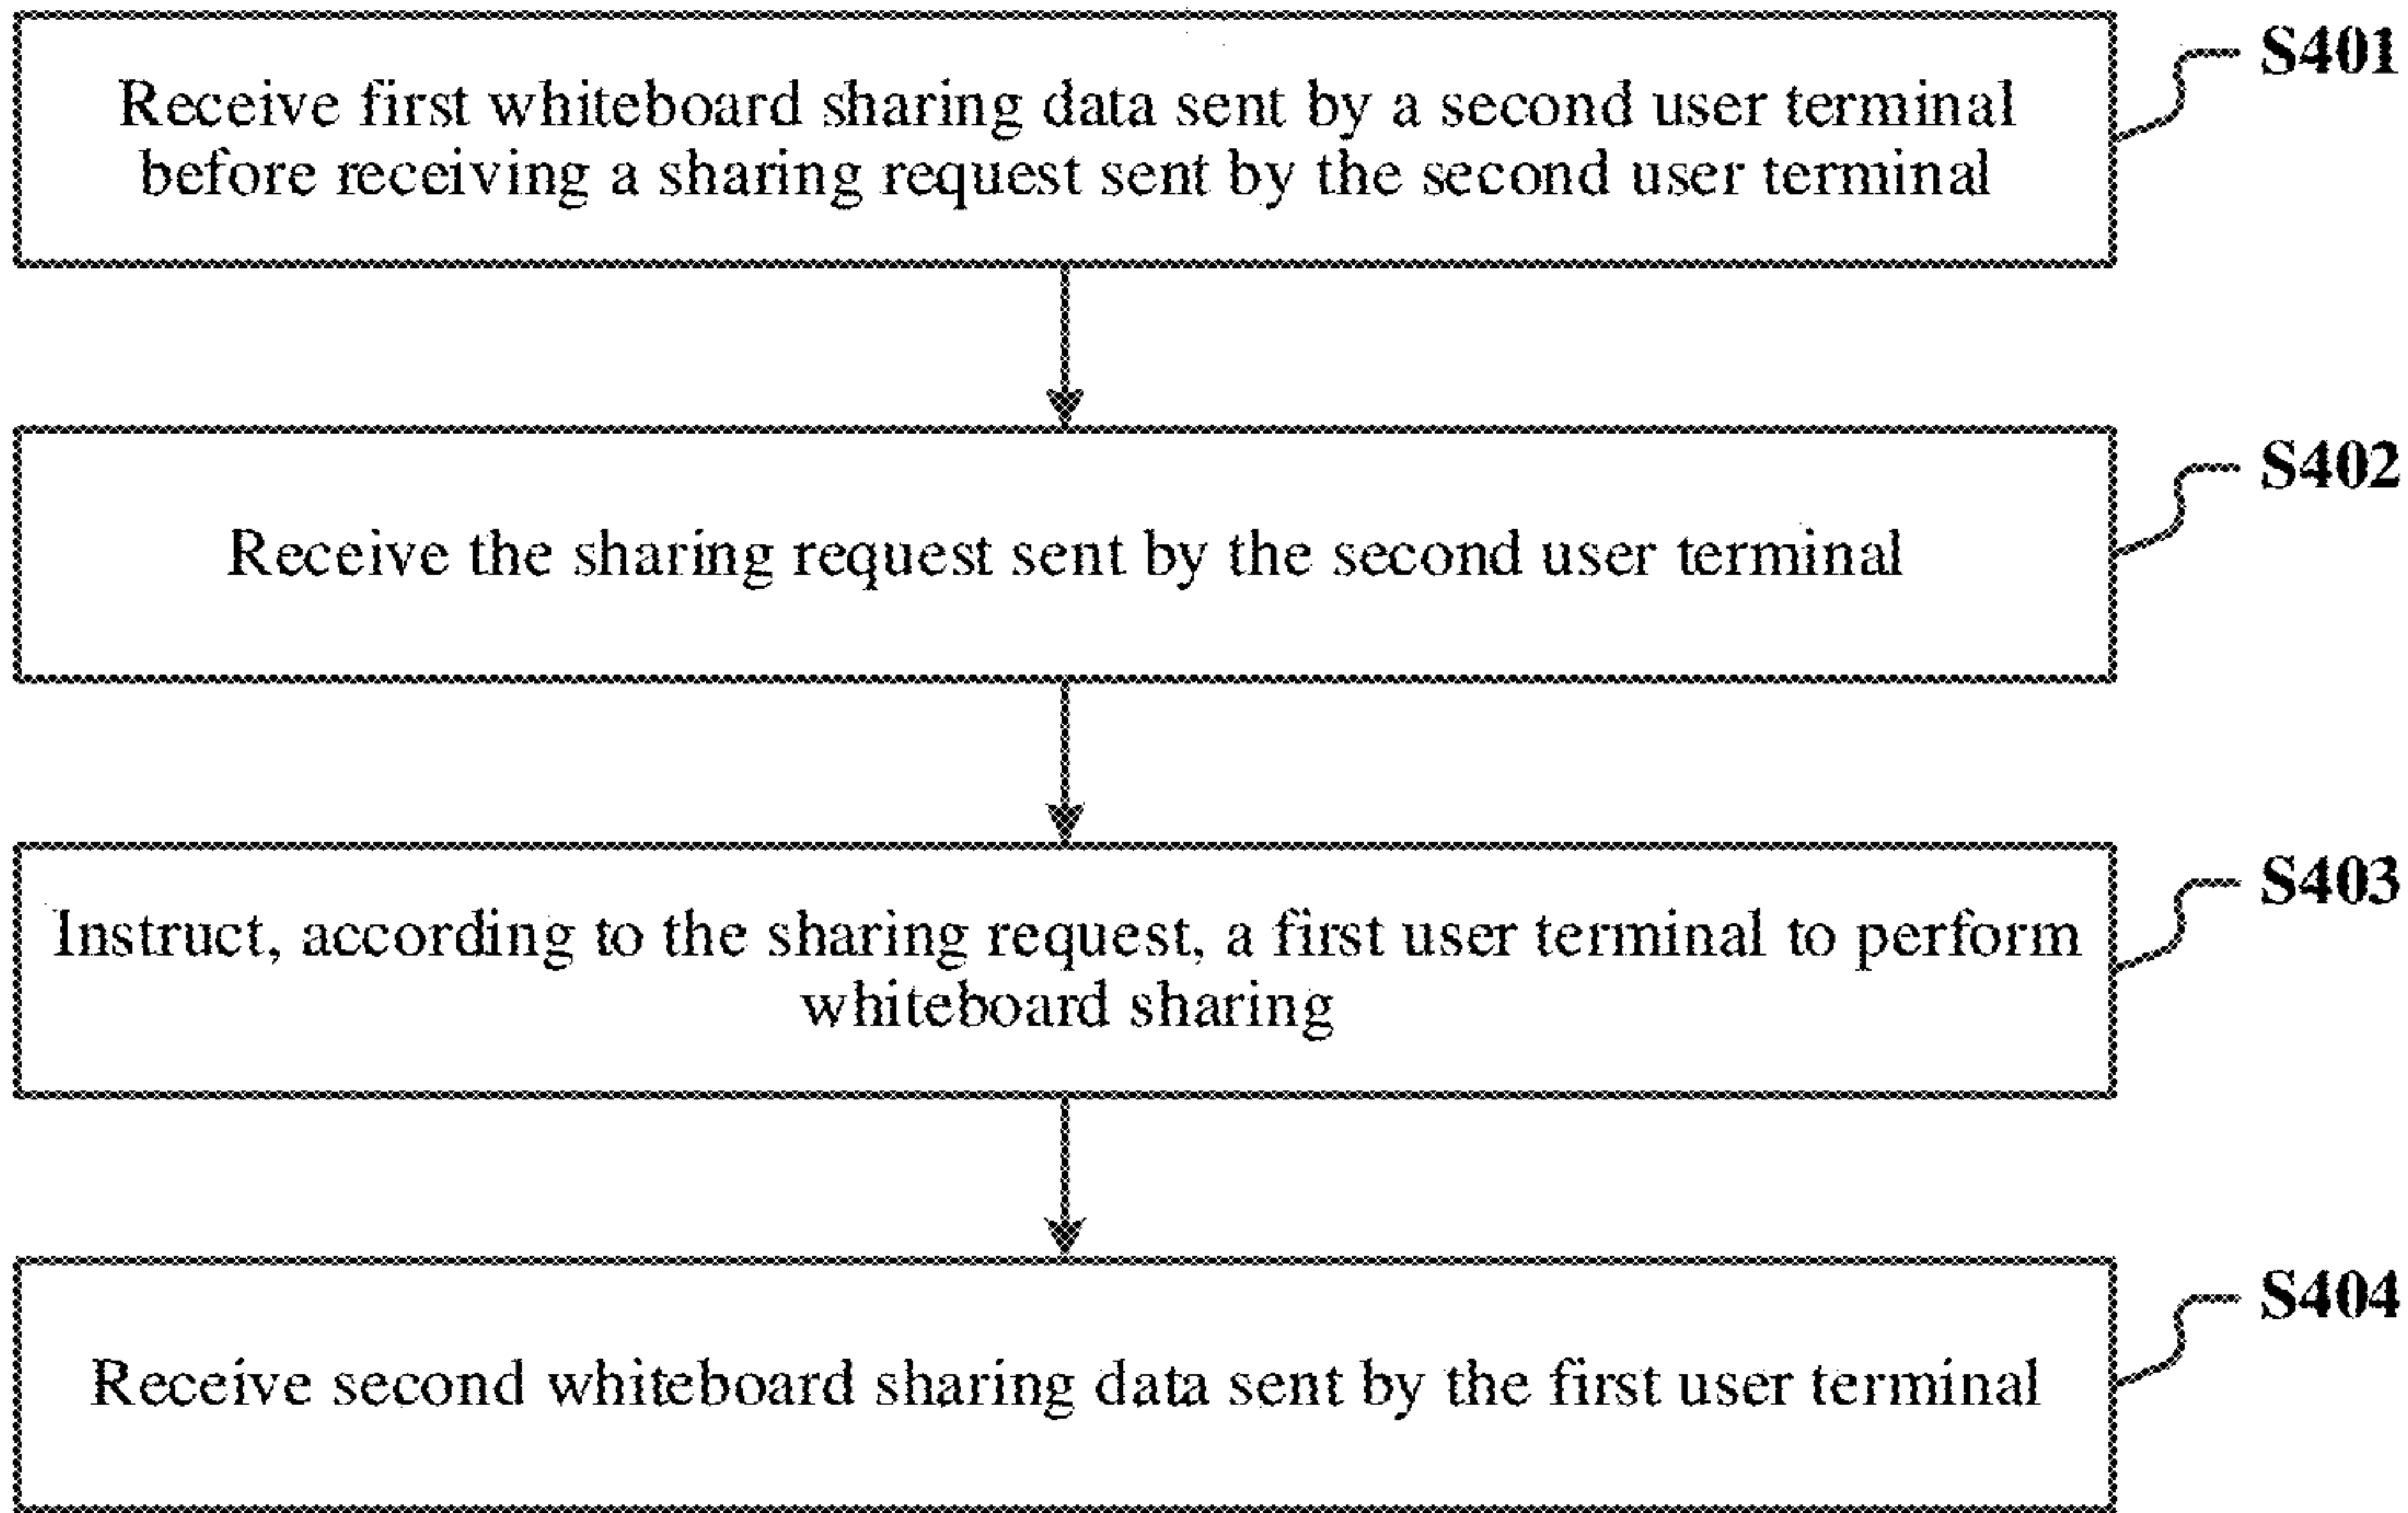 Receive first whiteboard sharing data sent by a second user terminal
before receiving a sharing request sent by the second user terminal
S401
Receive the sharing request sent by the second user terminal
S402
Instruct, according to the sharing request, a first user terminal to perform
whiteboard sharing
S403
Receive second whiteboard sharing data sent by the first user terminal
S404